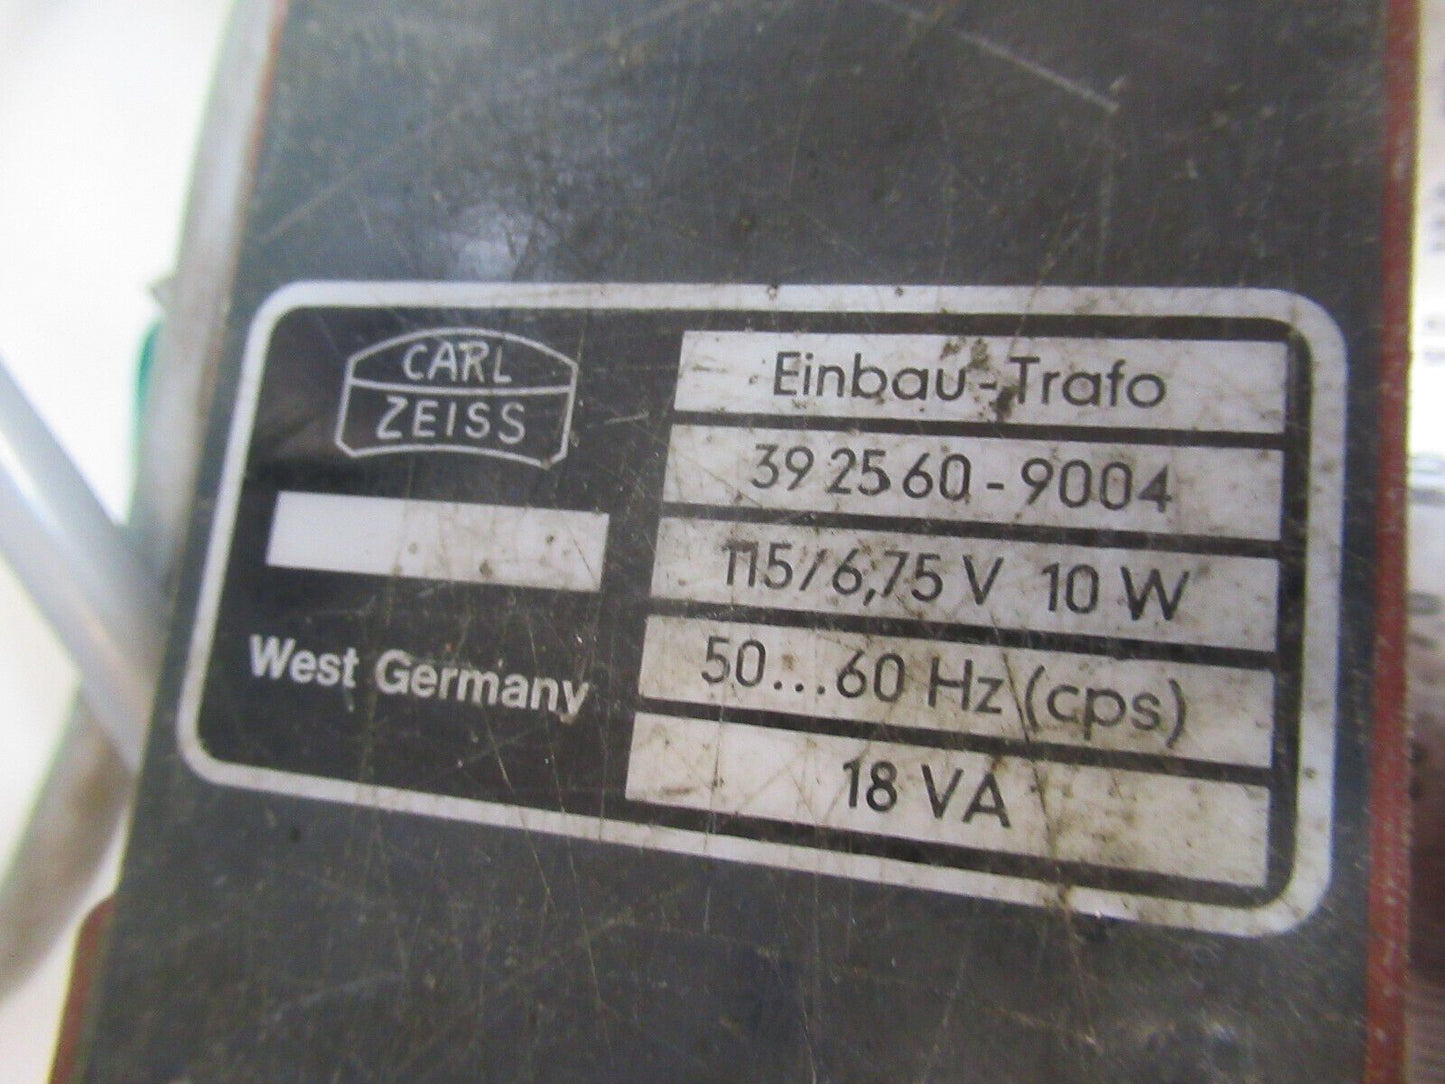 CARL
ZEISS
West Germany
Einbau-Trafo
39 25 60-9004
115/6,75 V 10 W
50...60 Hz (cps)
18 VA